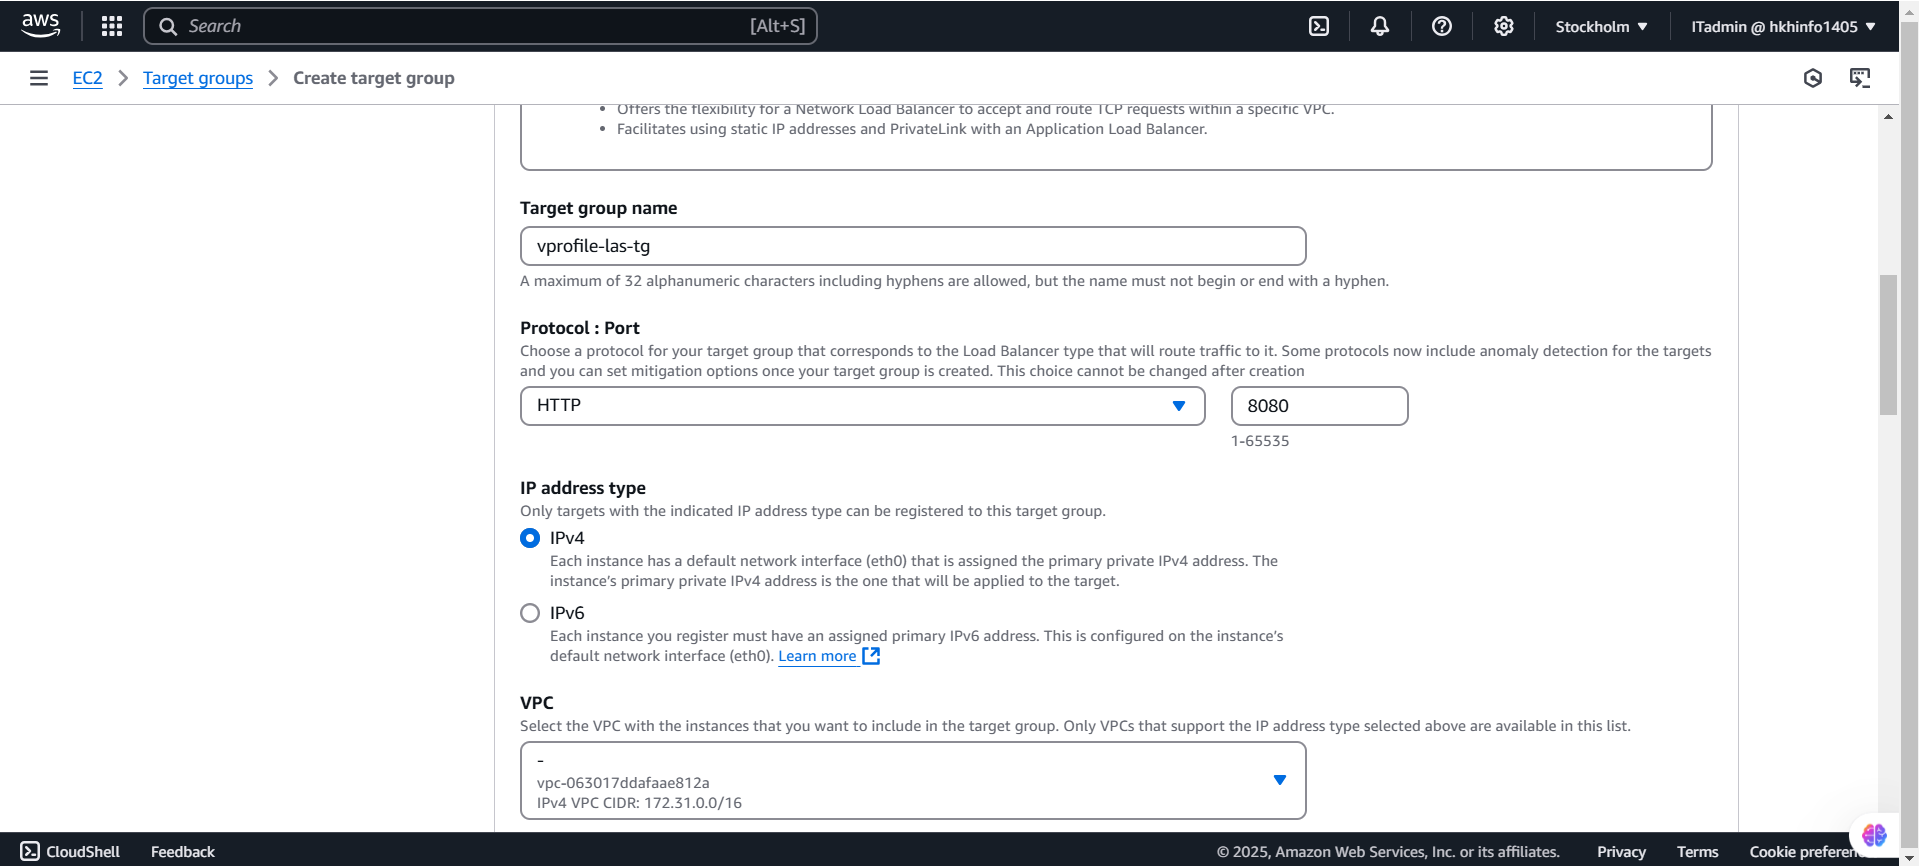 aws
Search [Alt+S]
Stockholm
ITadmin @ hkhinfo1405
EC2
Target groups
Create target group
Offers the flexibility for a Network Load Balancer to accept and route TCP requests within a specific VPC.
Facilitates using static IP addresses and PrivateLink with an Application Load Balancer.
Target group name
vprofile-las-tg
A maximum of 32 alphanumeric characters including hyphens are allowed, but the name must not begin or end with a hyphen.
Protocol : Port
Choose a protocol for your target group that corresponds to the Load Balancer type that will route traffic to it. Some protocols now include anomaly detection for the targets
and you can set mitigation options once your target group is created. This choice cannot be changed after creation
HTTP
8080
1-65535
IP address type
Only targets with the indicated IP address type can be registered to this target group.
IPv4
Each instance has a default network interface (eth0) that is assigned the primary private IPv4 address. The
instance's primary private IPv4 address is the one that will be applied to the target.
IPv6
Each instance you register must have an assigned primary IPv6 address. This is configured on the instance's
default network interface (eth0). Learn more
VPC
Select the VPC with the instances that you want to include in the target group. Only VPCs that support the IP address type selected above are available in this list.
-
vpc-063017ddafaae812a
IPv4 VPC CIDR: 172.31.0.0/16
CloudShell
Feedback
© 2025, Amazon Web Services, Inc. or its affiliates.
Privacy
Terms
Cookie preferen